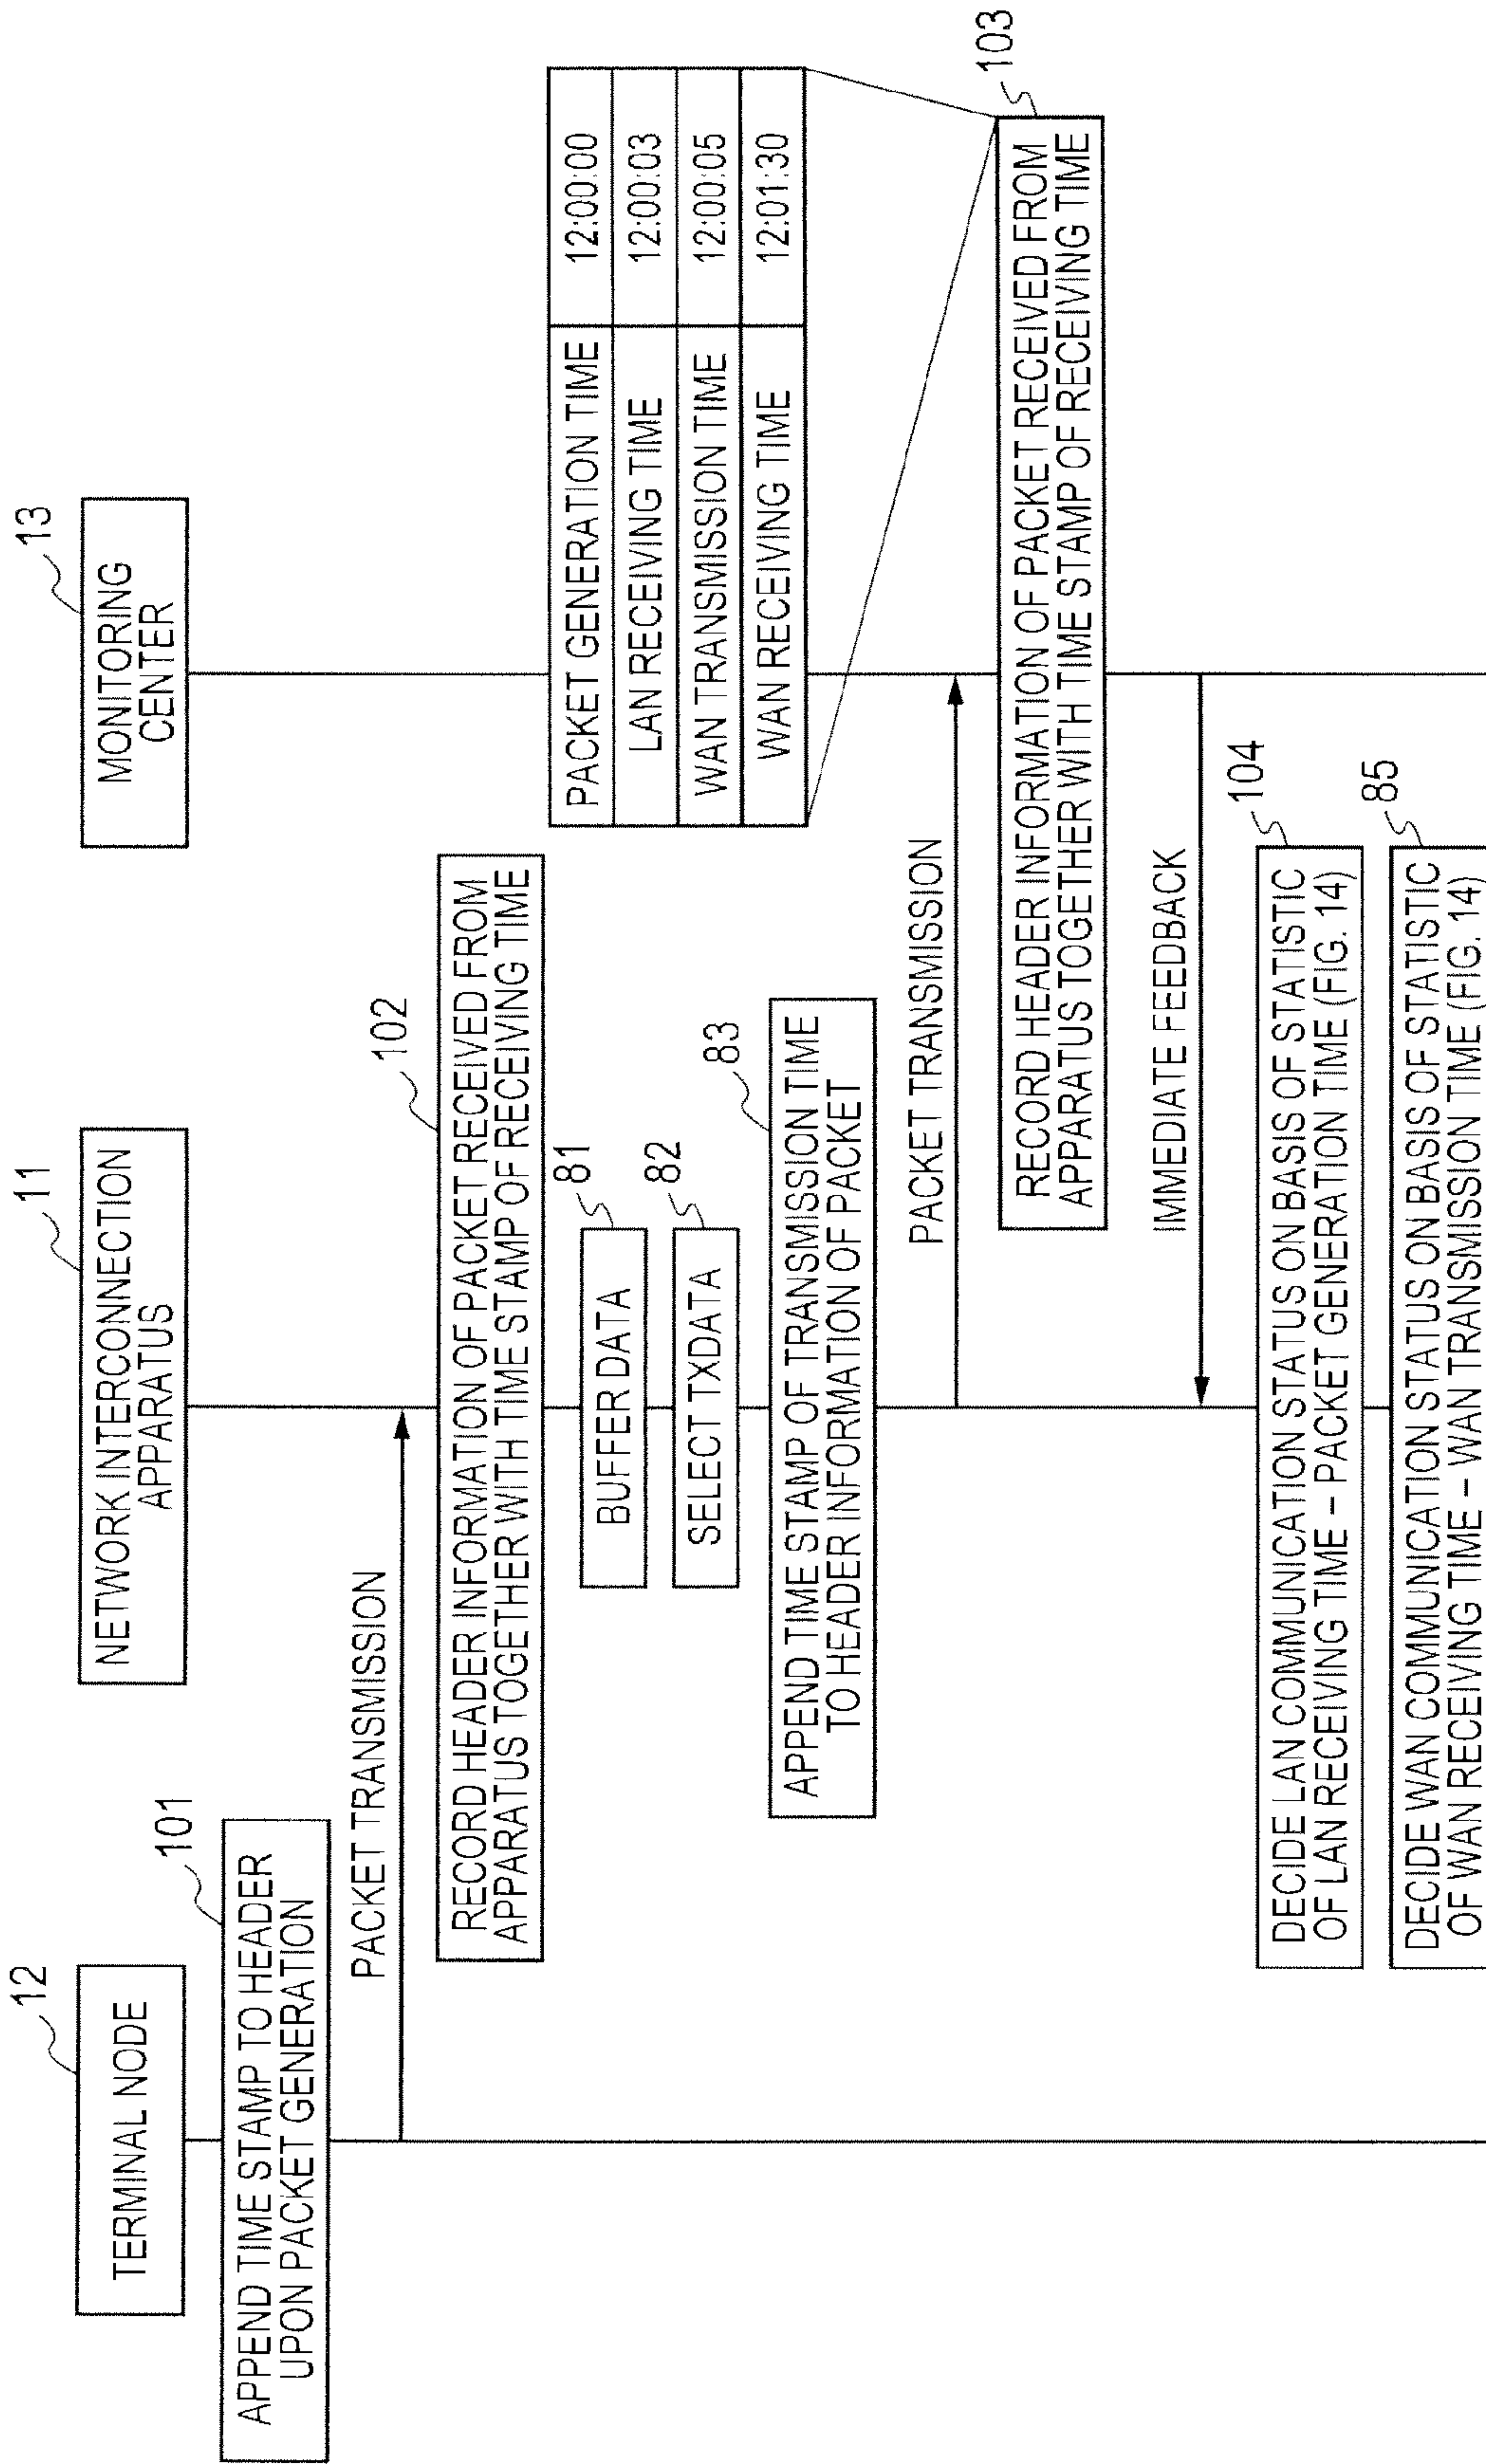 12
TERMINAL NODE
11
NETWORK INTERCONNECTION
APPARATUS
13
MONITORING
CENTER
101
APPEND TIME STAMP TO HEADER
UPON PACKET GENERATION
PACKET TRANSMISSION
102
RECORD HEADER INFORMATION OF PACKET RECEIVED FROM
APPARATUS TOGETHER WITH TIME STAMP OF RECEIVING TIME
81
BUFFER DATA
82
SELECT TXDATA
83
APPEND TIME STAMP OF TRANSMISSION TIME
TO HEADER INFORMATION OF PACKET
PACKET GENERATION TIME 12:00:00
LAN RECEIVING TIME 12:00:03
WAN TRANSMISSION TIME 12:00:05
WAN RECEIVING TIME 12:01:30
PACKET TRANSMISSION
103
RECORD HEADER INFORMATION OF PACKET RECEIVED FROM
APPARATUS TOGETHER WITH TIME STAMP OF RECEIVING TIME
IMMEDIATE FEEDBACK
104
DECIDE LAN COMMUNICATION STATUS ON BASIS OF STATISTIC
OF LAN RECEIVING TIME – PACKET GENERATION TIME (FIG. 14)
85
DECIDE WAN COMMUNICATION STATUS ON BASIS OF STATISTIC
OF WAN RECEIVING TIME – WAN TRANSMISSION TIME (FIG. 14)